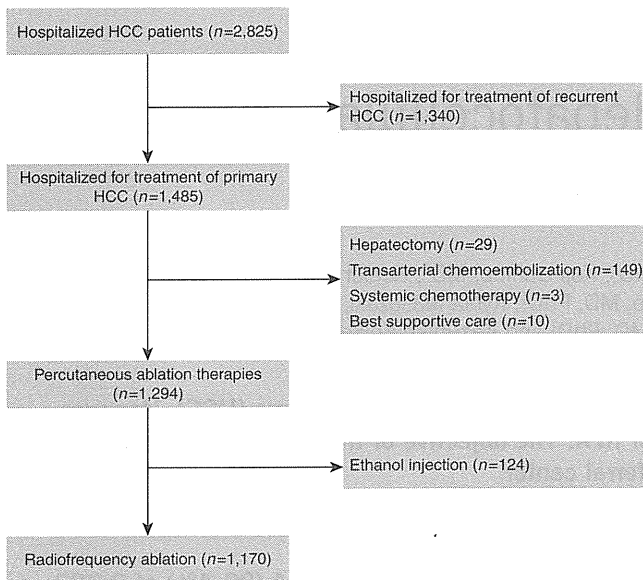 Hospitalized HCC patients (n=2,825)
Hospitalized for treatment of recurrent
HCC (n=1,340)
Hospitalized for treatment of primary
HCC (n=1,485)
Hepatectomy (n=29)
Transarterial chemoembolization (n=149)
Systemic chemotherapy (n=3)
Best supportive care (n=10)
Percutaneous ablation therapies
(n=1,294)
Ethanol injection (n=124)
Radiofrequency ablation (n=1,170)